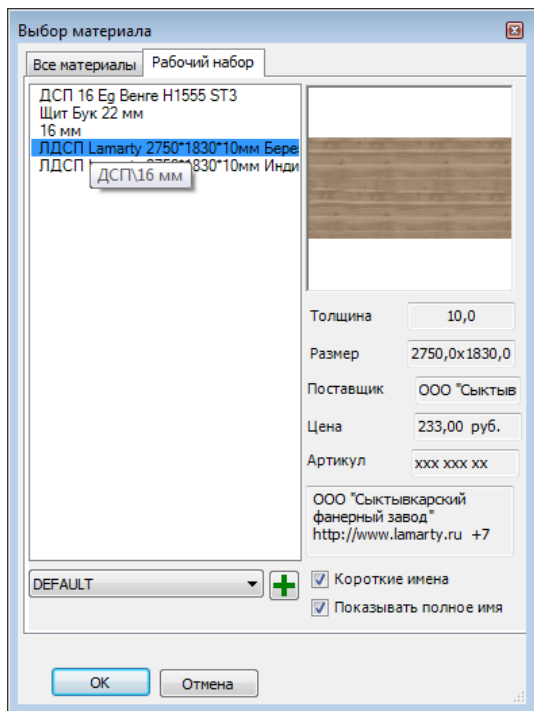 Выбор материала
Все материалы
Рабочий набор
ДСП 16 Eg Венге H1555 ST3
Щит Бук 22 мм
16 мм
ЛДСП Lamarty 2750*1830*10мм Бере
ЛДСП 830*10мм Инди
ДСП\16 мм
Толщина
10,0
Размер
2750,0x1830,0
Поставщик
ООО "Сыктыв
Цена
233,00 руб.
Артикул
xxx xxx xx
ООО "Сыктывкарский
фанерный завод"
http://www.lamarty.ru +7
DEFAULT
Короткие имена
Показывать полное имя
OK
Отмена